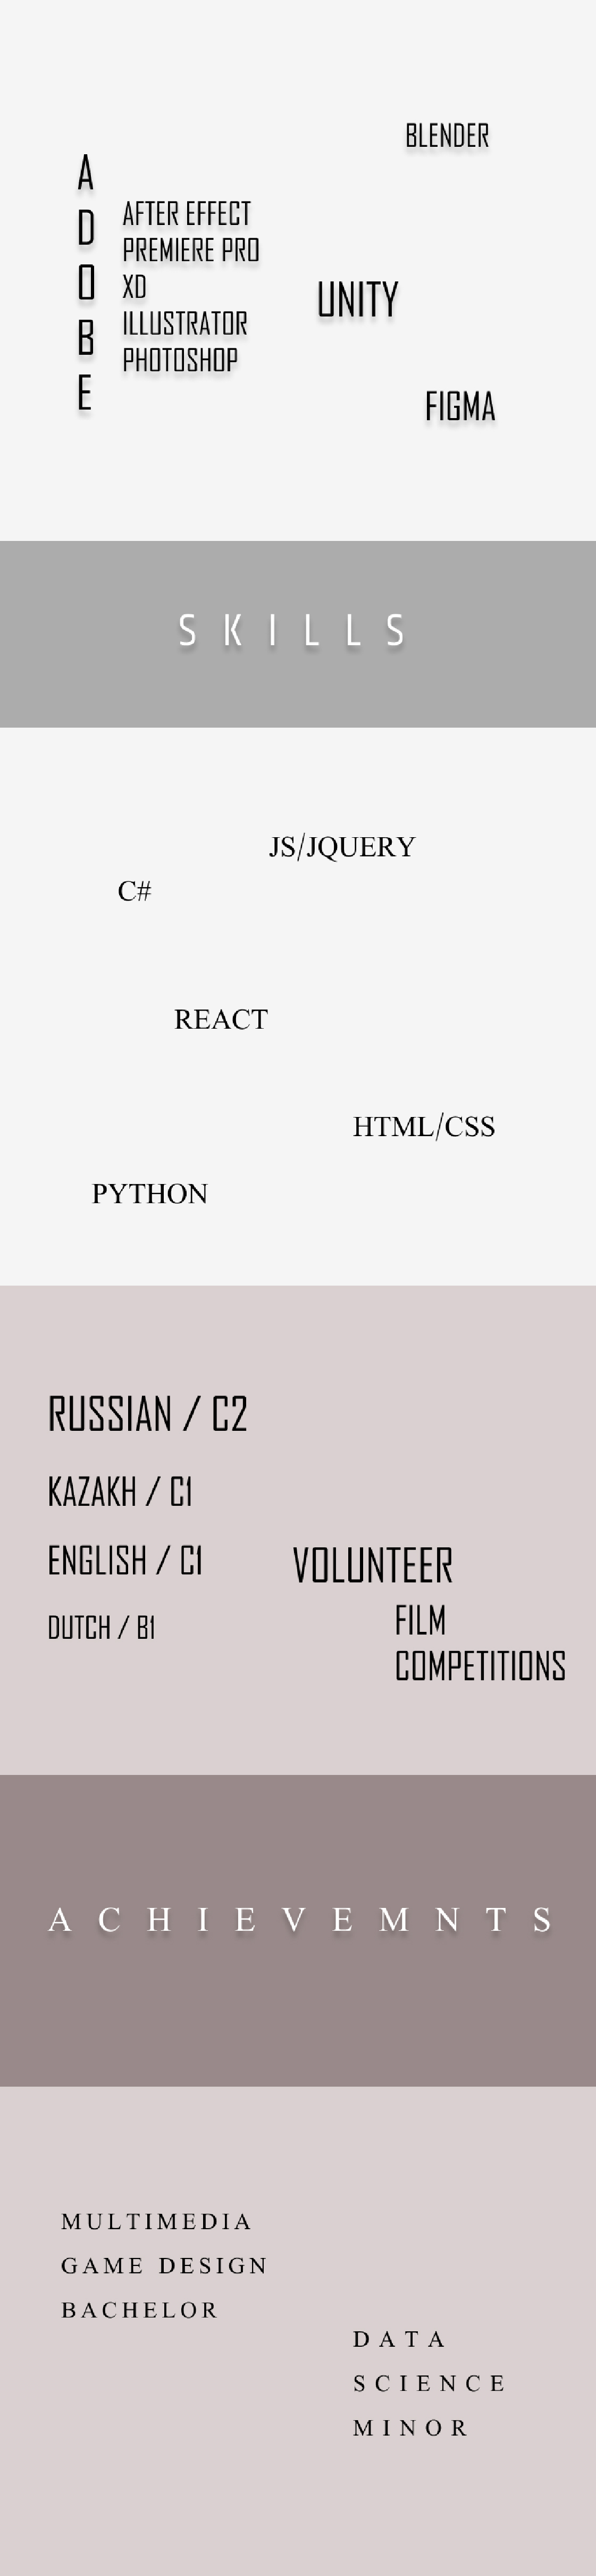 BLENDER
ADOBE
AFTER EFFECT
PREMIERE PRO
XD
ILLUSTRATOR
PHOTOSHOP
UNITY
FIGMA
SKILLS
JS/JQUERY
C#
REACT
HTML/CSS
PYTHON
RUSSIAN / C2
KAZAKH / C1
ENGLISH / C1
DUTCH / B1
VOLUNTEER
FILM
COMPETITIONS
ACHIEVEMNTS
MULTIMEDIA
GAME DESIGN
BACHELOR
DATA
SCIENCE
MINOR